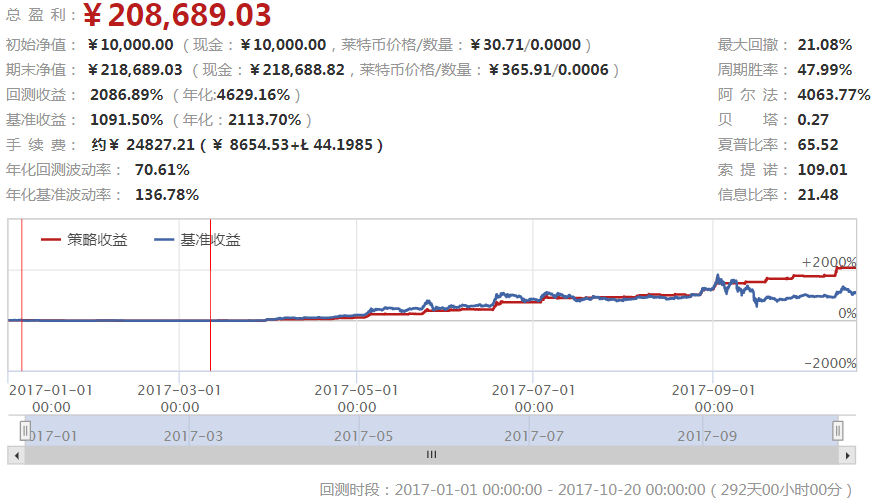 总 盈 利：￥208,689.03
初始净值：￥10,000.00（现金：￥10,000.00，莱特币价格/数量：￥30.71/0.0000） 最大回撤：21.08%
期末净值：￥218,689.03（现金：￥218,688.82，莱特币价格/数量：￥365.91/0.0006） 周期胜率：47.99%
回测收益：2086.89%（年化:4629.16%） 阿 尔 法：4063.77%
基准收益：1091.50%（年化：2113.70%） 贝 塔：0.27
手 续 费：约￥24827.21（￥8654.53+Ł 44.1985） 夏普比率：65.52
年化回测波动率：70.61% 索 提 诺：109.01
年化基准波动率：136.78% 信息比率：21.48
策略收益 基准收益
+2000%
0%
-2000%
2017-01-01 00:00 2017-03-01 00:00 2017-05-01 00:00 2017-07-01 00:00 2017-09-01 00:00
2017-01 2017-03 2017-05 2017-07 2017-09
回测时段：2017-01-01 00:00:00 - 2017-10-20 00:00:00（292天00小时00分）